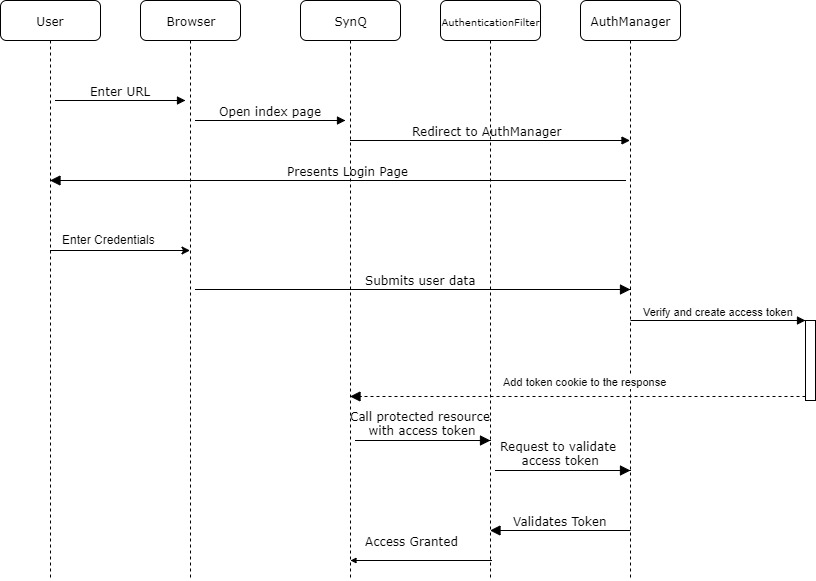 User
Browser
SynQ
AuthenticationFilter
AuthManager
Enter URL
Open index page
Redirect to AuthManager
Presents Login Page
Enter Credentials
Submits user data
Verify and create access token
Add token cookie to the response
Call protected resource
with access token
Request to validate
access token
Validates Token
Access Granted